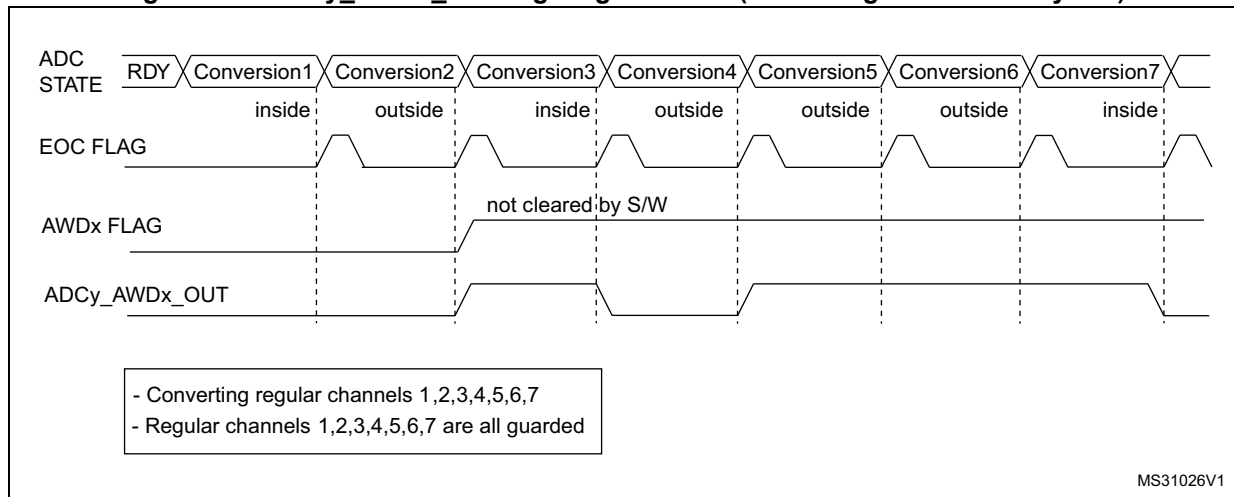 ADC STATE
RDY Conversion1 Conversion2 Conversion3 Conversion4 Conversion5 Conversion6 Conversion7
inside outside inside outside outside outside inside
EOC FLAG
not cleared by S/W
AWDx FLAG
ADCy_AWDx_OUT
- Converting regular channels 1,2,3,4,5,6,7
- Regular channels 1,2,3,4,5,6,7 are all guarded
MS31026V1